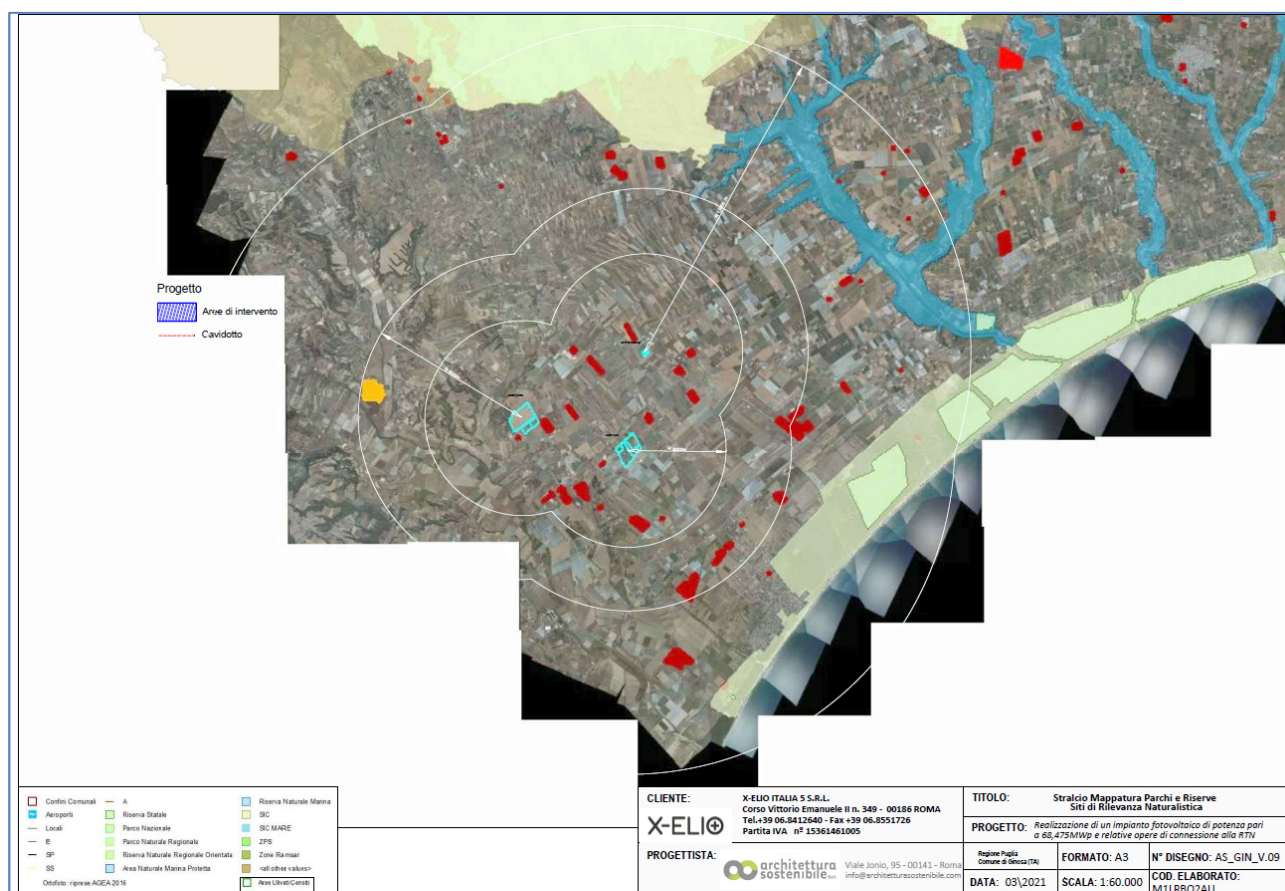 Progetto
Aree di intervento
Cavidotto
Confini Comunali
Aeroporti
Locali
E
SP
SS
Ortofoto: riprese AGEA 2016
A
Riserva Statale
Parco Nazionale
Parco Naturale Regionale
Riserva Naturale Regionale Orientata
Area Naturale Marina Protetta
Riserva Naturale Marina
SIC
SIC MARE
ZPS
Zone Ramsar
<all other values>
Aree Uliveti Censiti
CLIENTE:
X-ELIO
X-ELIO ITALIA 5 S.R.L.
Corso Vittorio Emanuele II n. 349 - 00186 ROMA
Tel.+39 06.8412640 - Fax +39 06.8551726
Partita IVA n° 15361461005
PROGETTISTA:
architettura
sostenibile
Viale Jonio, 95 - 00141 - Roma
info@architetturasostenibile.com
TITOLO: Stralcio Mappatura Parchi e Riserve
Siti di Rilevanza Naturalistica
PROGETTO: Realizzazione di un impianto fotovoltaico di potenza pari
a 68,475MWp e relative opere di connessione alla RTN
Regione Puglia
Comune di Ginosa (TA)
FORMATO: A3
N° DISEGNO: AS_GIN_V.09
DATA: 03\2021
SCALA: 1:60.000
COD. ELABORATO: